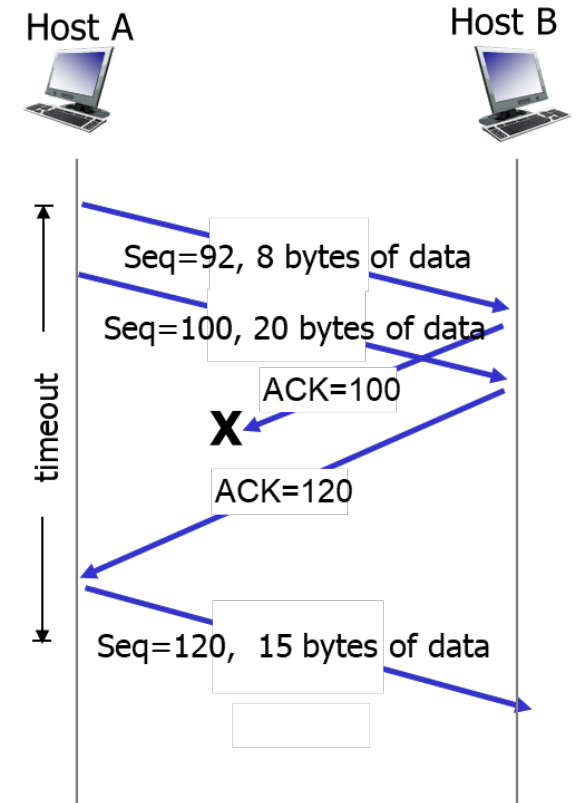 Host A
Host B
Seq=92, 8 bytes of data
Seq=100, 20 bytes of data
ACK=100
X
timeout
ACK=120
Seq=120, 15 bytes of data